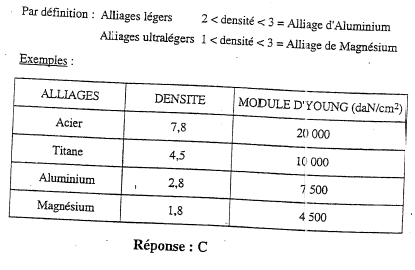 Par définition : Alliages légers 2 < densité < 3 = Alliage d'Aluminium
Alliages ultralégers 1 < densité < 3 = Alliage de Magnésium
Exemples :
ALLIAGES DENSITE MODULE D'YOUNG (daN/cm²)
Acier 7,8 20 000
Titane 4,5 10 000
Aluminium 2,8 7 500
Magnésium 1,8 4 500
Réponse : C